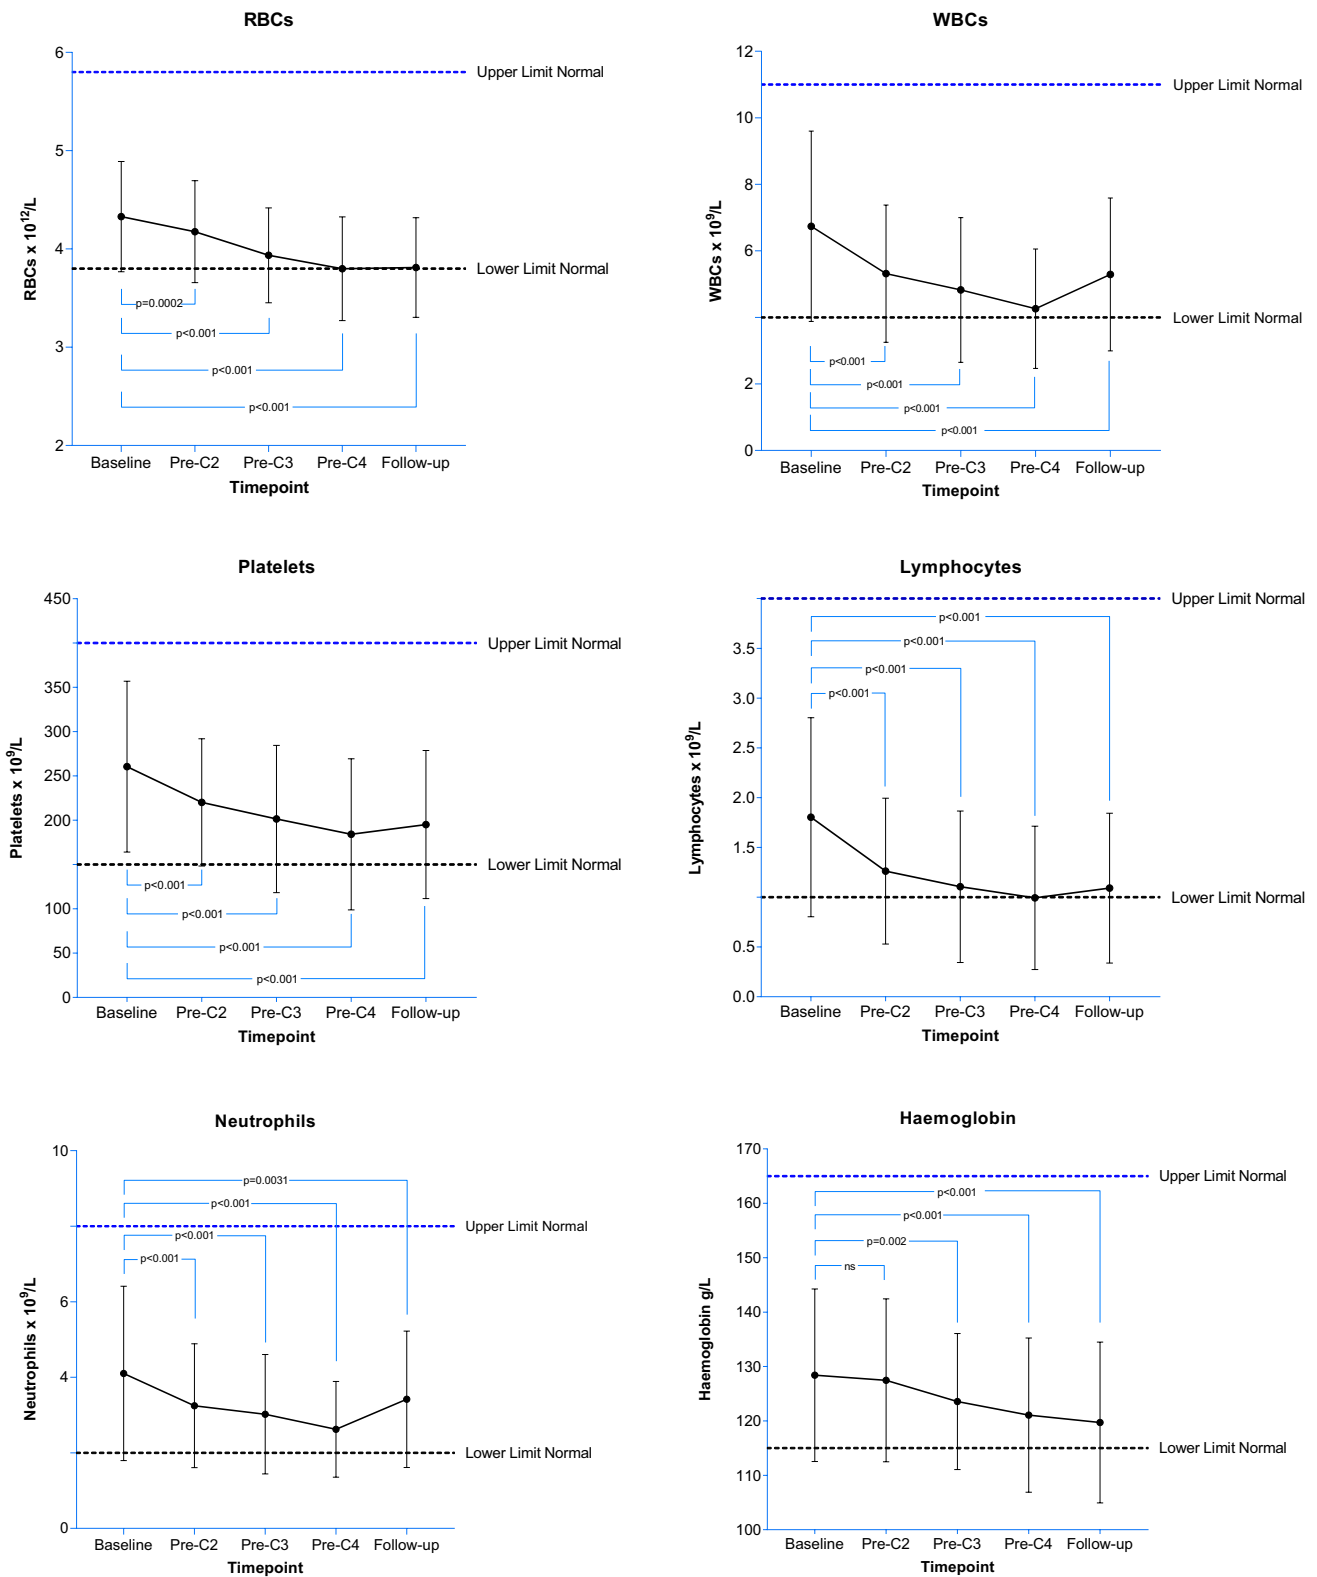 RBCs
6
5
4
3
2
RBCs x 10¹²/L
Upper Limit Normal
Lower Limit Normal
p=0.0002
p<0.001
p<0.001
p<0.001
Baseline Pre-C2 Pre-C3 Pre-C4 Follow-up
Timepoint
WBCs
12
10
8
6
2
0
WBCs x 10⁹/L
Upper Limit Normal
Lower Limit Normal
p<0.001
p<0.001
p<0.001
p<0.001
Baseline Pre-C2 Pre-C3 Pre-C4 Follow-up
Timepoint
Platelets
450
350
300
250
200
100
50
0
Platelets x 10⁹/L
Upper Limit Normal
Lower Limit Normal
p<0.001
p<0.001
p<0.001
p<0.001
Baseline Pre-C2 Pre-C3 Pre-C4 Follow-up
Timepoint
Lymphocytes
3.5
3.0
2.5
2.0
1.5
0.5
0.0
Lymphocytes x 10⁹/L
Upper Limit Normal
p<0.001
p<0.001
p<0.001
p<0.001
Lower Limit Normal
Baseline Pre-C2 Pre-C3 Pre-C4 Follow-up
Timepoint
Neutrophils
10
6
4
0
Neutrophils x 10⁹/L
p=0.0031
p<0.001
Upper Limit Normal
p<0.001
p<0.001
Lower Limit Normal
Baseline Pre-C2 Pre-C3 Pre-C4 Follow-up
Timepoint
Haemoglobin
170
160
150
140
130
120
110
100
Haemoglobin g/L
Upper Limit Normal
p<0.001
p<0.001
p=0.002
ns
Lower Limit Normal
Baseline Pre-C2 Pre-C3 Pre-C4 Follow-up
Timepoint